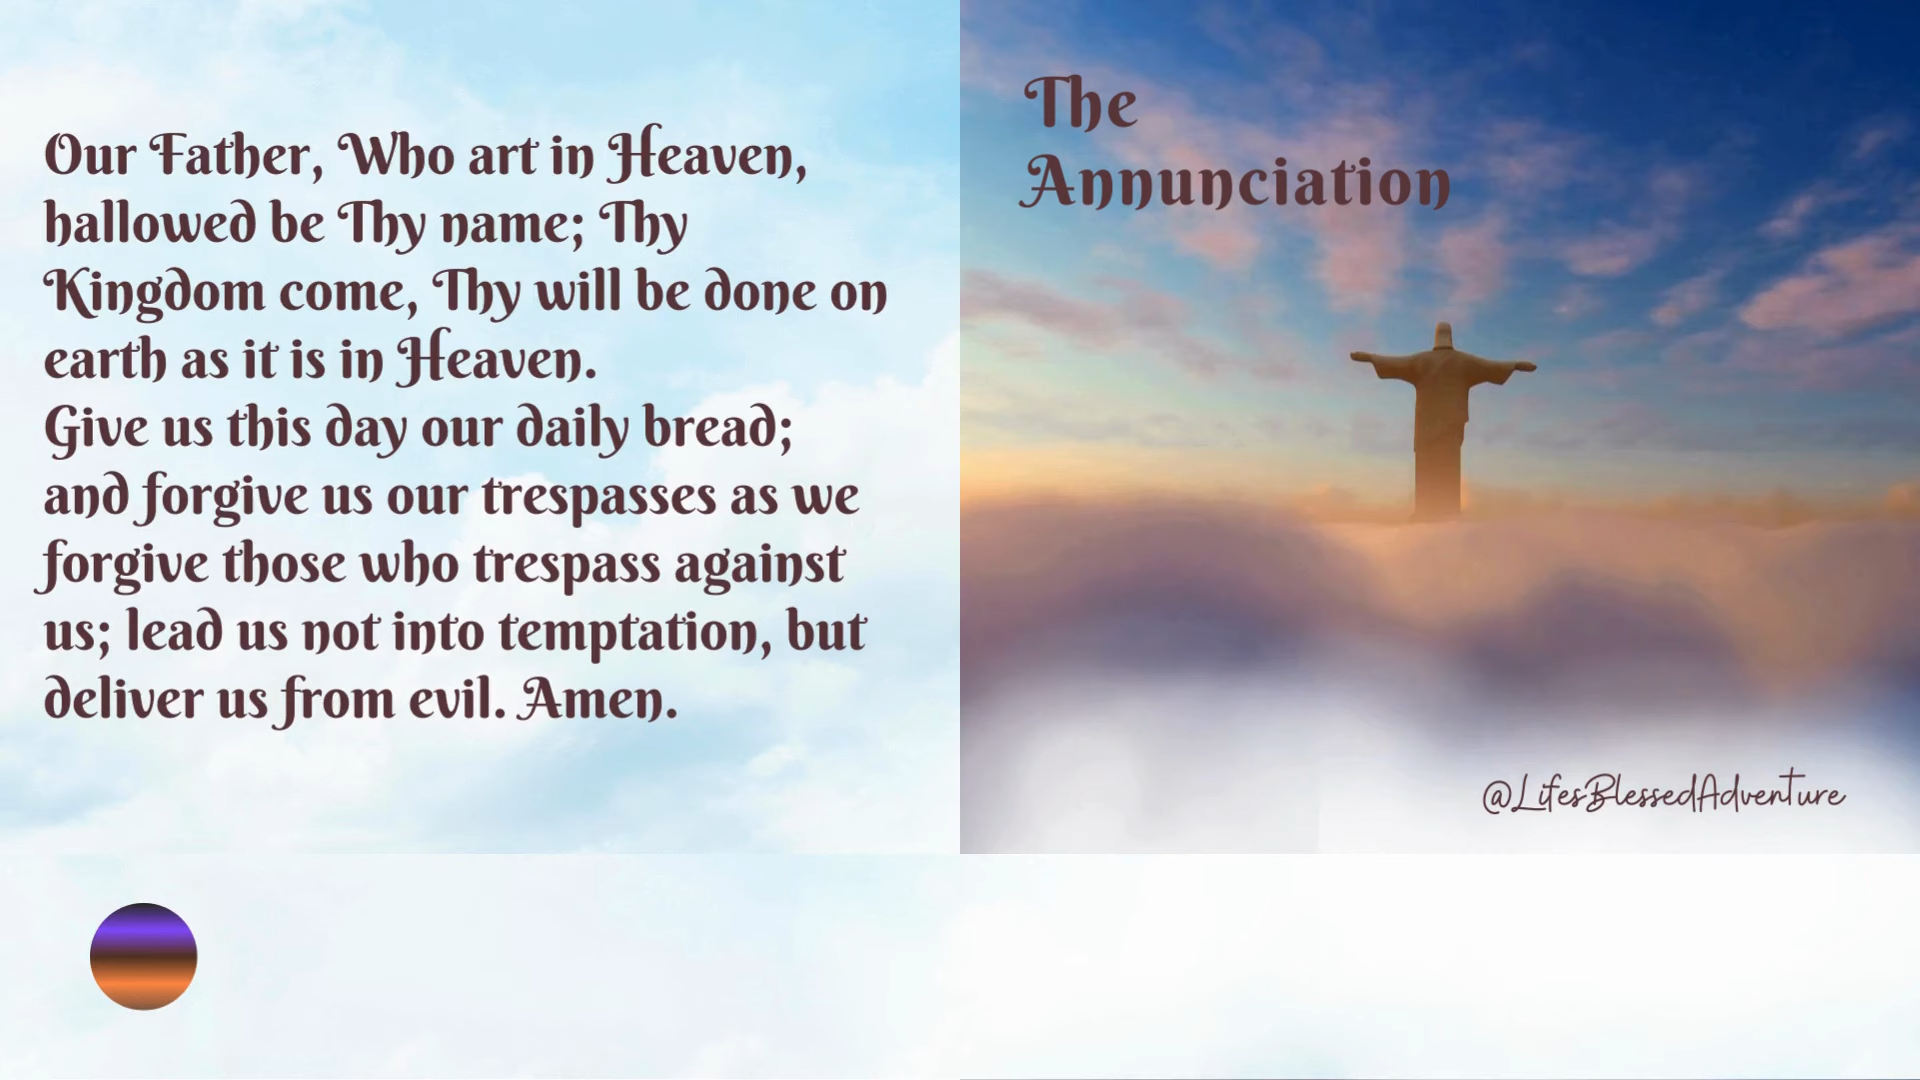 Our Father, Who art in Heaven,
hallowed be Thy name; Thy
Kingdom come, Thy will be done on
earth as it is in Heaven.
Give us this day our daily bread;
and forgive us our trespasses as we
forgive those who trespass against
us; lead us not into temptation, but
deliver us from evil. Amen.
The
Annunciation
@LifesBlessedAdventure